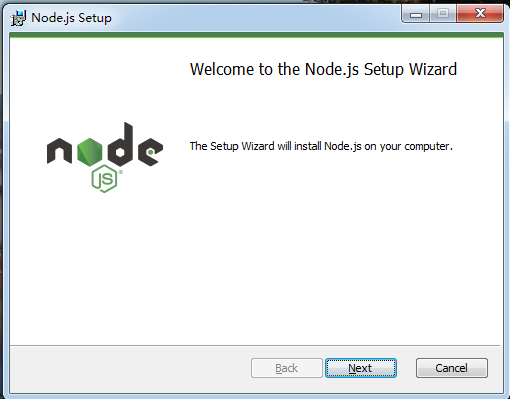 Node.js Setup
Welcome to the Node.js Setup Wizard
node
JS
®
The Setup Wizard will install Node.js on your computer.
Back
Next
Cancel